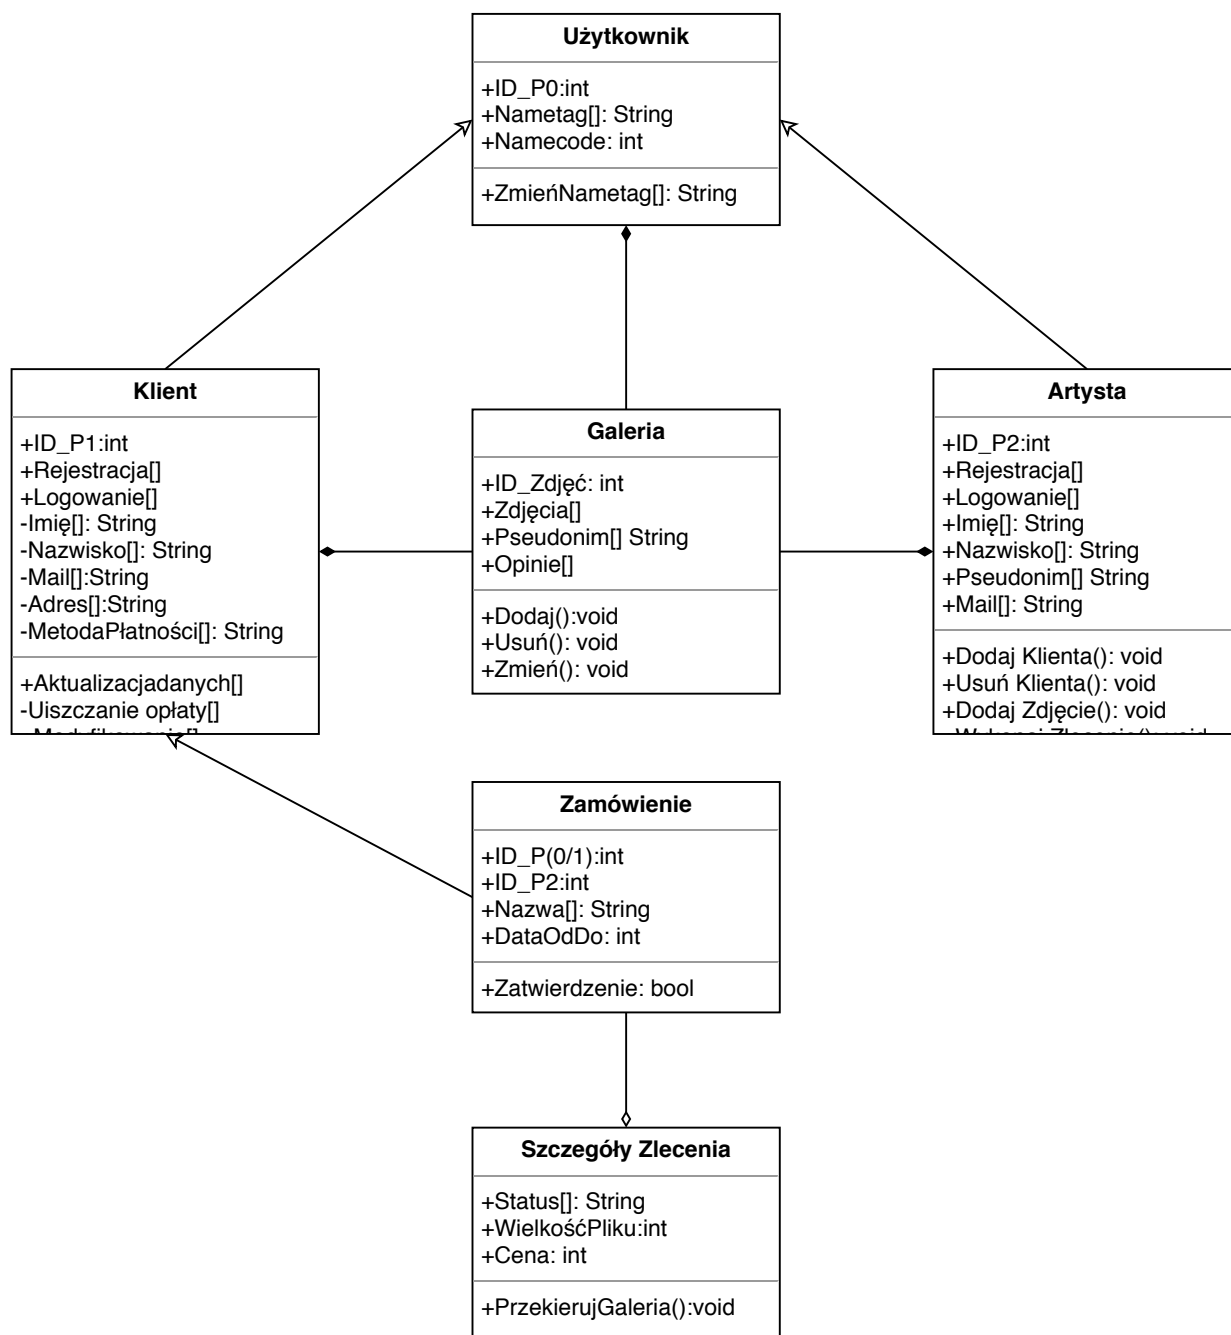 Użytkownik
+ID_P0:int
+Nametag[]: String
+Namecode: int
+ZmieńNametag[]: String
Klient
+ID_P1:int
+Rejestracja[]
+Logowanie[]
-Imię[]: String
-Nazwisko[]: String
-Mail[]:String
-Adres[]:String
-MetodaPłatności[]: String
+Aktualizacjadanych[]
-Uiszczanie opłaty[]
Galeria
+ID_Zdjęć: int
+Zdjęcia[]
+Pseudonim[] String
+Opinie[]
+Dodaj():void
+Usuń(): void
+Zmień(): void
Artysta
+ID_P2:int
+Rejestracja[]
+Logowanie[]
+Imię[]: String
+Nazwisko[]: String
+Pseudonim[] String
+Mail[]: String
+Dodaj Klienta(): void
+Usuń Klienta(): void
+Dodaj Zdjęcie(): void
Zamówienie
+ID_P(0/1):int
+ID_P2:int
+Nazwa[]: String
+DataOdDo: int
+Zatwierdzenie: bool
Szczegóły Zlecenia
+Status[]: String
+WielkośćPliku:int
+Cena: int
+PrzekierujGaleria():void